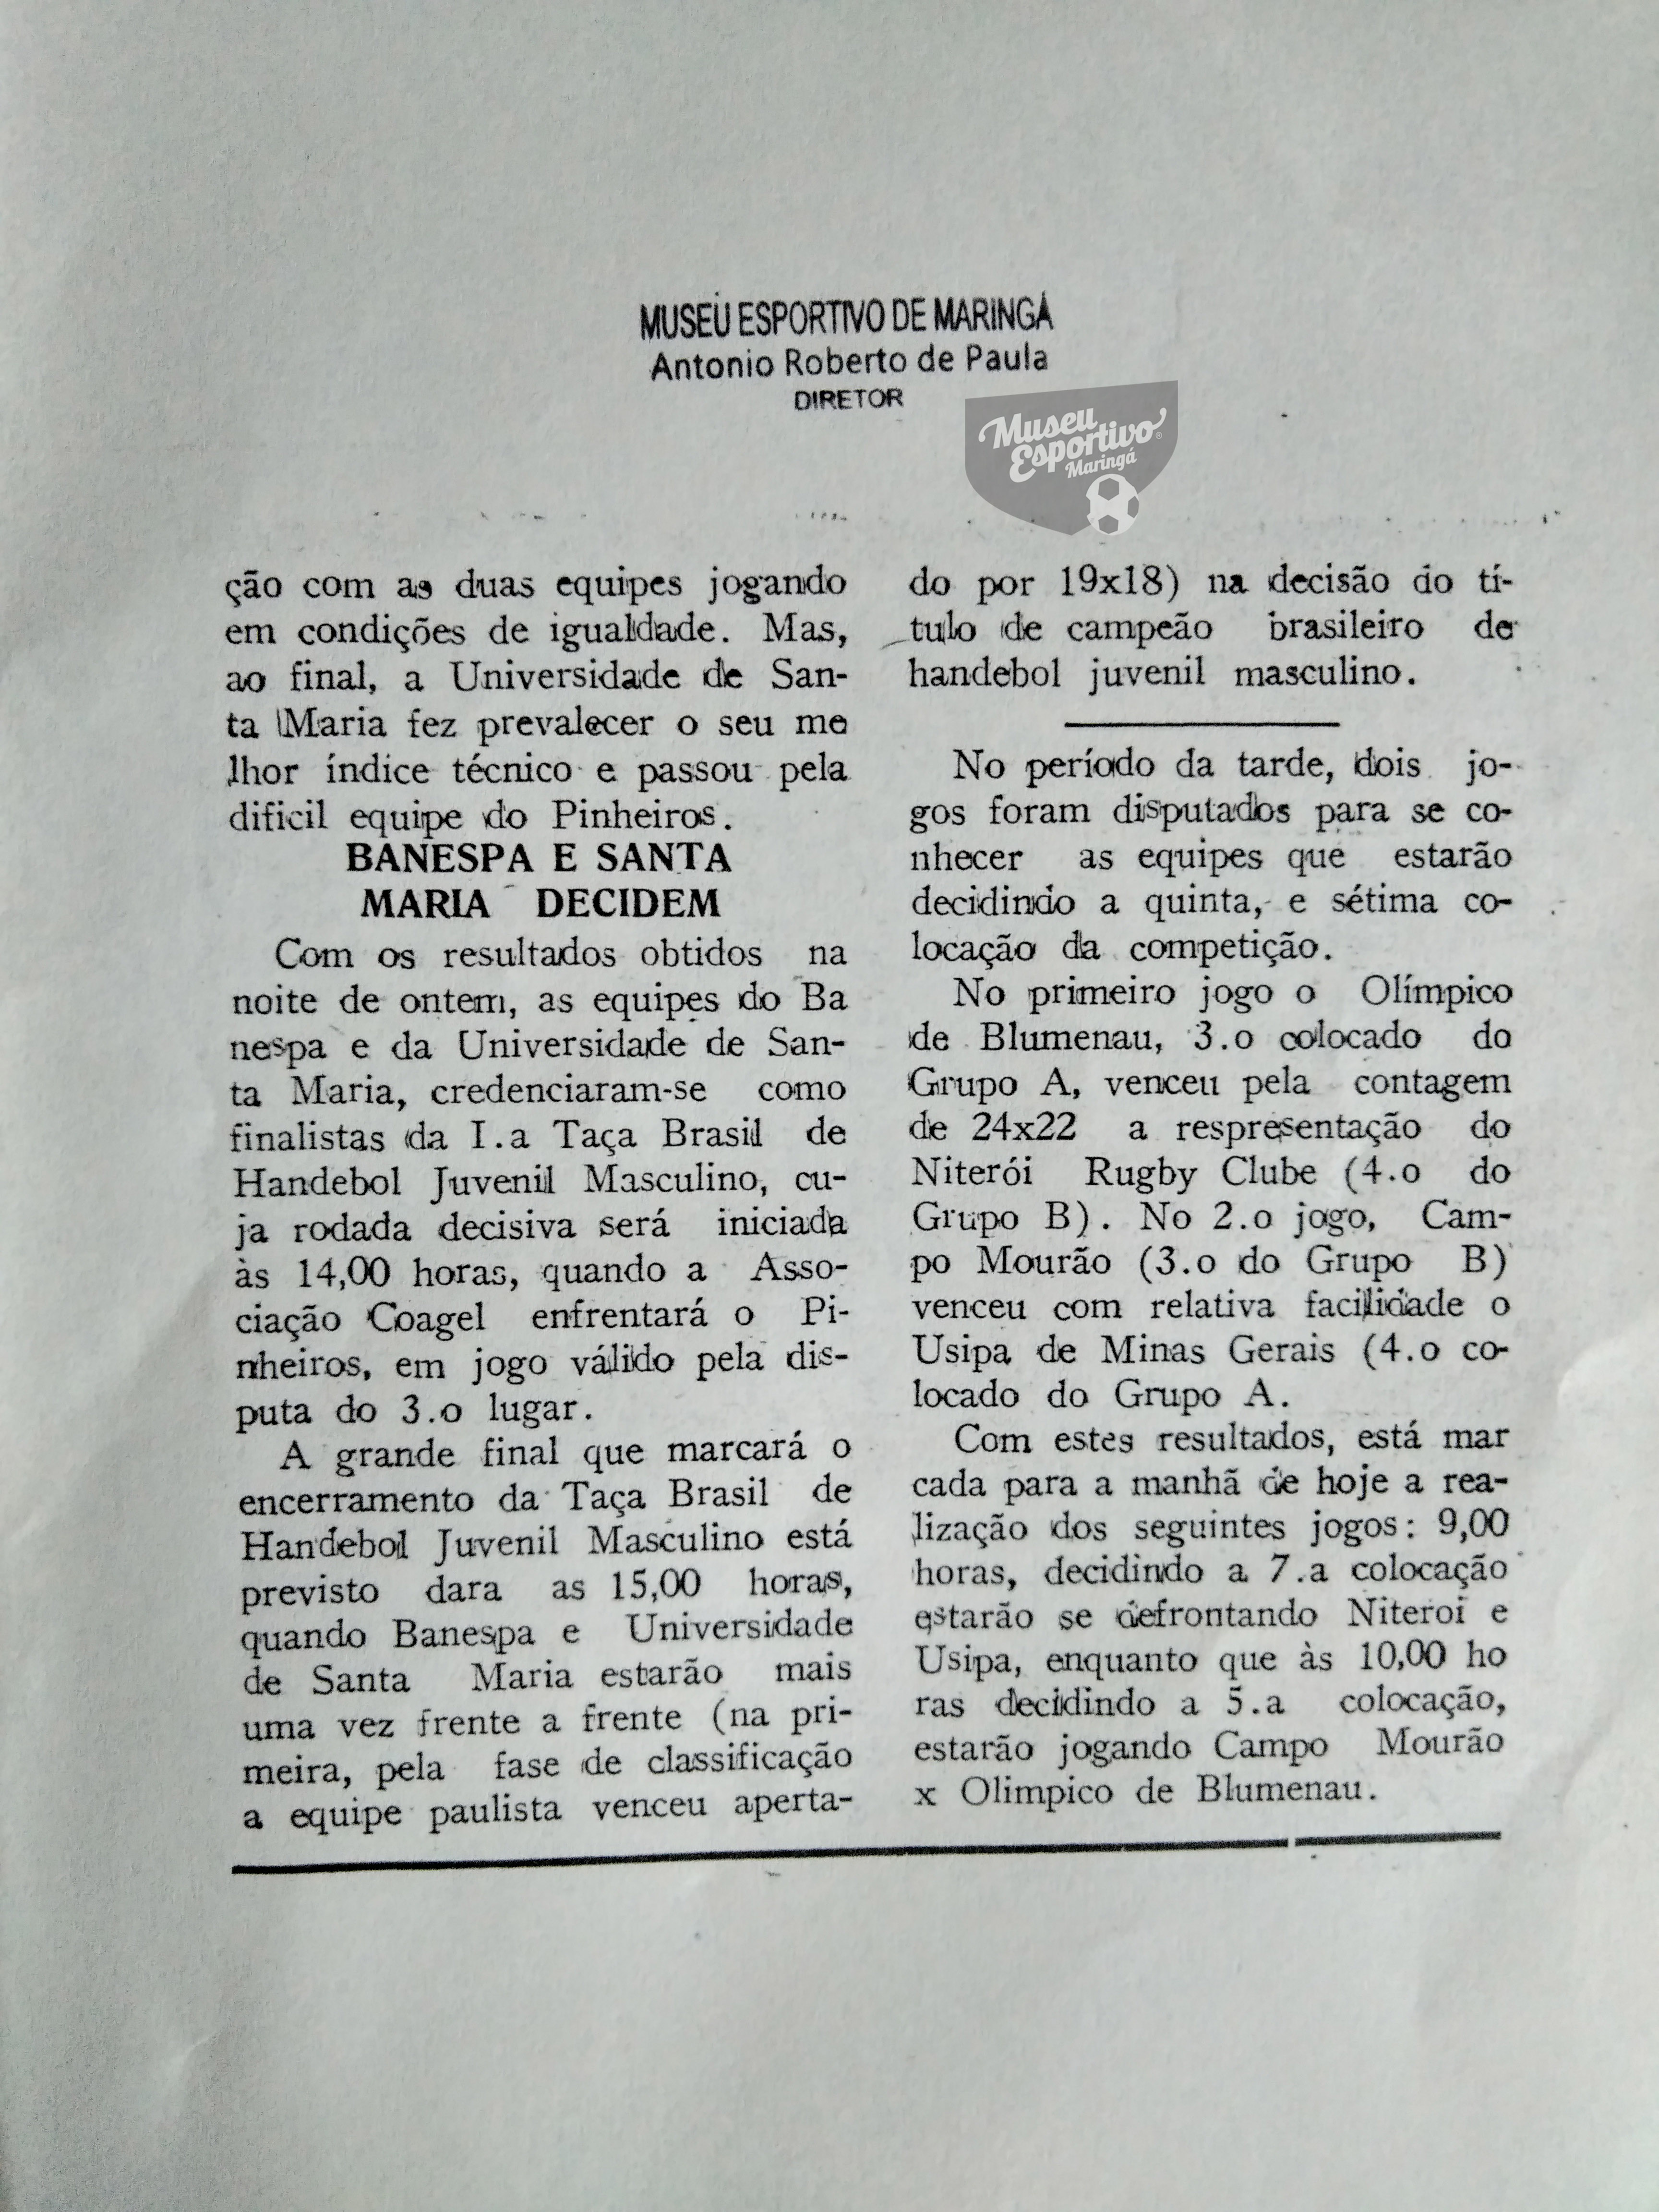 MUSEU ESPORTIVO DE MARINGÁ
Antonio Roberto de Paula
DIRETOR
Museu
Esportivo
Maringá
ção com as duas equipes jogando
em condições de igualdade. Mas,
ao final, a Universidade de San-
ta Maria fez prevalecer o seu me
lhor índice técnico e passou pela
dificil equipe do Pinheiros.
BANESPA E SANTA
MARIA DECIDEM
Com os resultados obtidos na
noite de ontem, as equipes do Ba
nespa e da Universidade de San-
ta Maria, credenciaram-se como
finalistas da I.a Taça Brasil de
Handebol Juvenil Masculino, cu-
ja rodada decisiva será iniciada
às 14,00 horas, quando a Asso-
ciação Coagel enfrentará o Pi-
nheiros, em jogo válido pela dis-
puta do 3.o lugar.
A grande final que marcará o
encerramento da Taça Brasil de
Handebol Juvenil Masculino está
previsto dara as 15,00 horas,
quando Banespa e Universidade
de Santa Maria estarão mais
uma vez frente a frente (na pri-
meira, pela fase de classificação
a equipe paulista venceu aperta-
do por 19x18) na decisão do tí-
tulo de campeão brasileiro de
handebol juvenil masculino.
No período da tarde, dois jo-
gos foram disputados para se co-
nhecer as equipes que estarão
decidindo a quinta, e sétima co-
locação da competição.
No primeiro jogo o Olímpico
de Blumenau, 3.o colocado do
Grupo A, venceu pela contagem
de 24x22 a respresentação do
Niterói Rugby Clube (4.o do
Grupo B). No 2.o jogo, Cam-
po Mourão (3.o do Grupo B)
venceu com relativa facilidade o
Usipa de Minas Gerais (4.o co-
locado do Grupo A.
Com estes resultados, está mar
cada para a manhã de hoje a rea-
lização dos seguintes jogos: 9,00
horas, decidindo a 7.a colocação
estarão se defrontando Niteroi e
Usipa, enquanto que às 10,00 ho
ras decidindo a 5.a colocação,
estarão jogando Campo Mourão
x Olimpico de Blumenau.